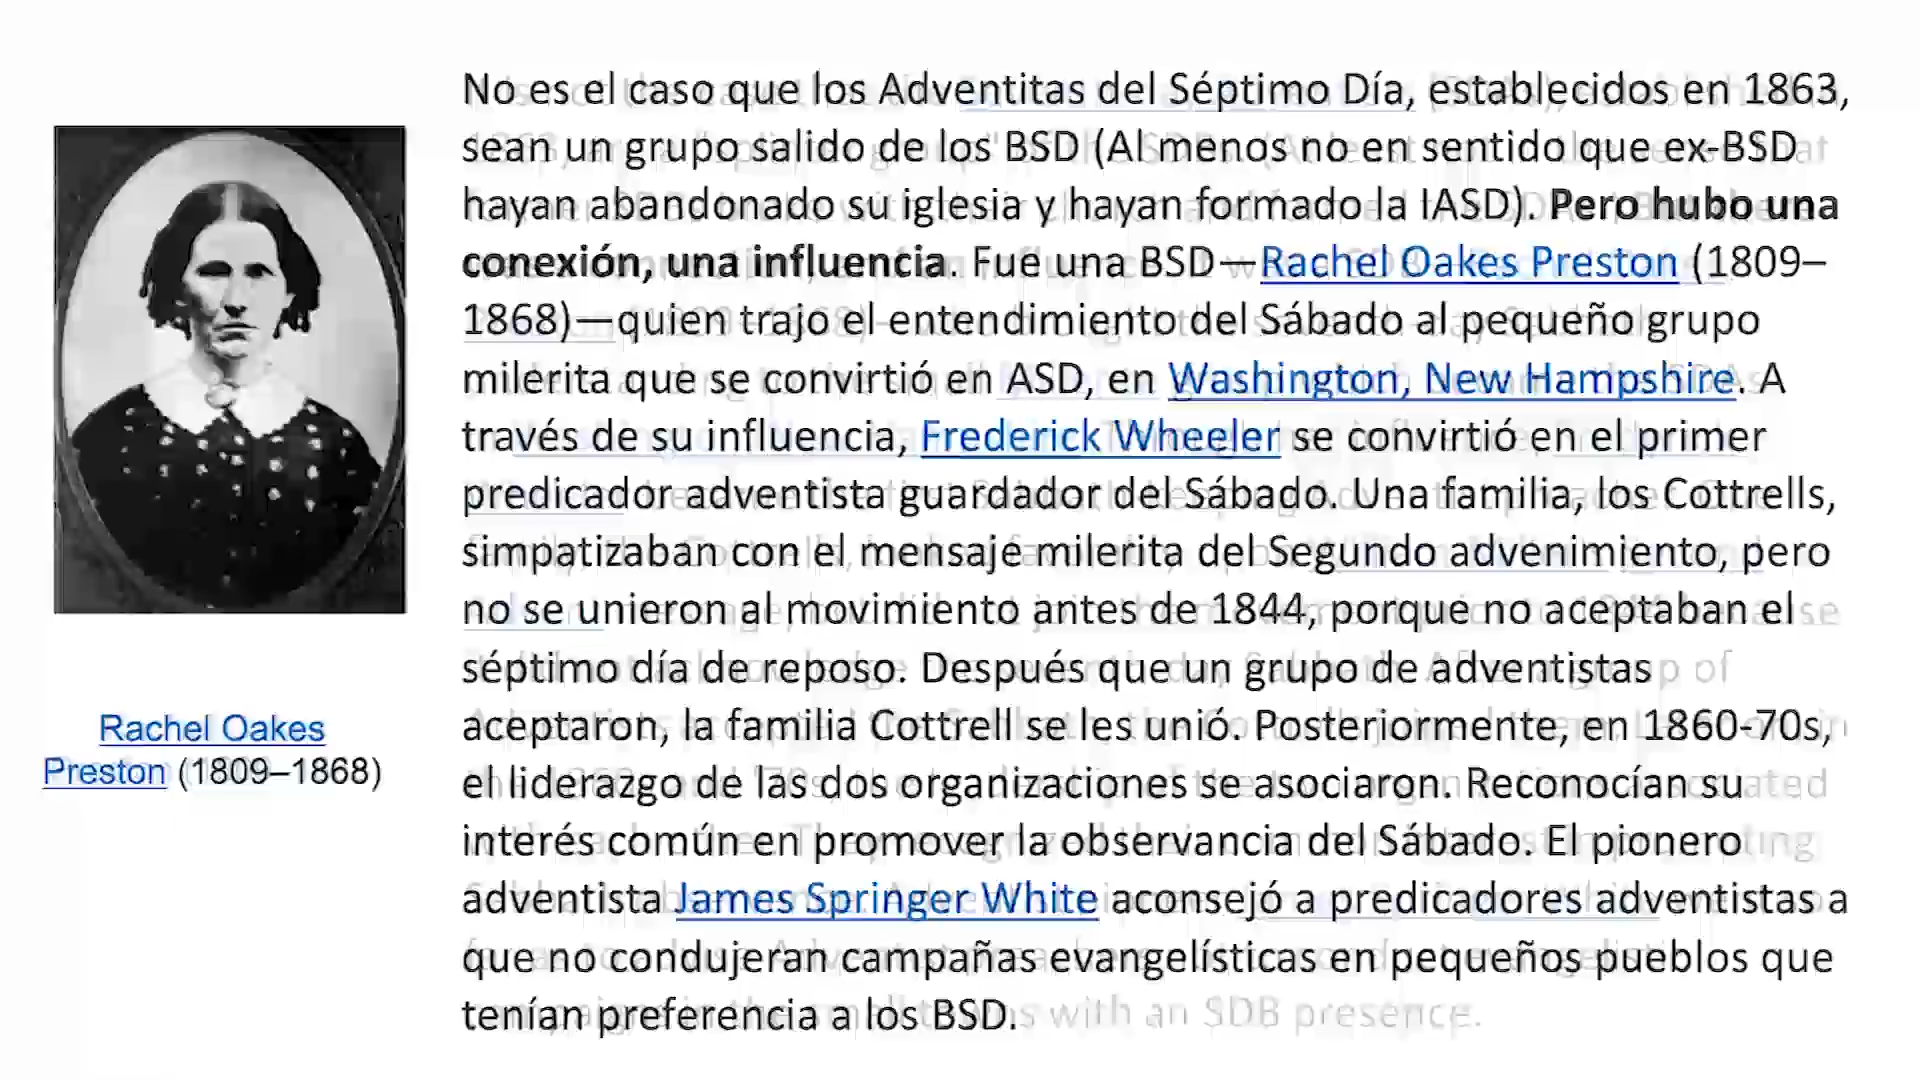 No es el caso que los Adventitas del Séptimo Día, establecidos en 1863,
sean un grupo salido de los BSD (Al menos no en sentido que ex-BSD
hayan abandonado su iglesia y hayan formado la IASD). Pero hubo una
conexión, una influencia. Fue una BSD—Rachel Oakes Preston (1809–
1868)—quien trajo el entendimiento del Sábado al pequeño grupo
milerita que se convirtió en ASD, en Washington, New Hampshire. A
través de su influencia, Frederick Wheeler se convirtió en el primer
predicador adventista guardador del Sábado. Una familia, los Cottrells,
simpatizaban con el mensaje milerita del Segundo advenimiento, pero
no se unieron al movimiento antes de 1844, porque no aceptaban el
séptimo día de reposo. Después que un grupo de adventistas
aceptaron, la familia Cottrell se les unió. Posteriormente, en 1860-70s,
el liderazgo de las dos organizaciones se asociaron. Reconocían su
interés común en promover la observancia del Sábado. El pionero
adventista James Springer White aconsejó a predicadores adventistas a
que no condujeran campañas evangelísticas en pequeños pueblos que
tenían preferencia a los BSD.
with an SDB presence.
Rachel Oakes
Preston (1809–1868)